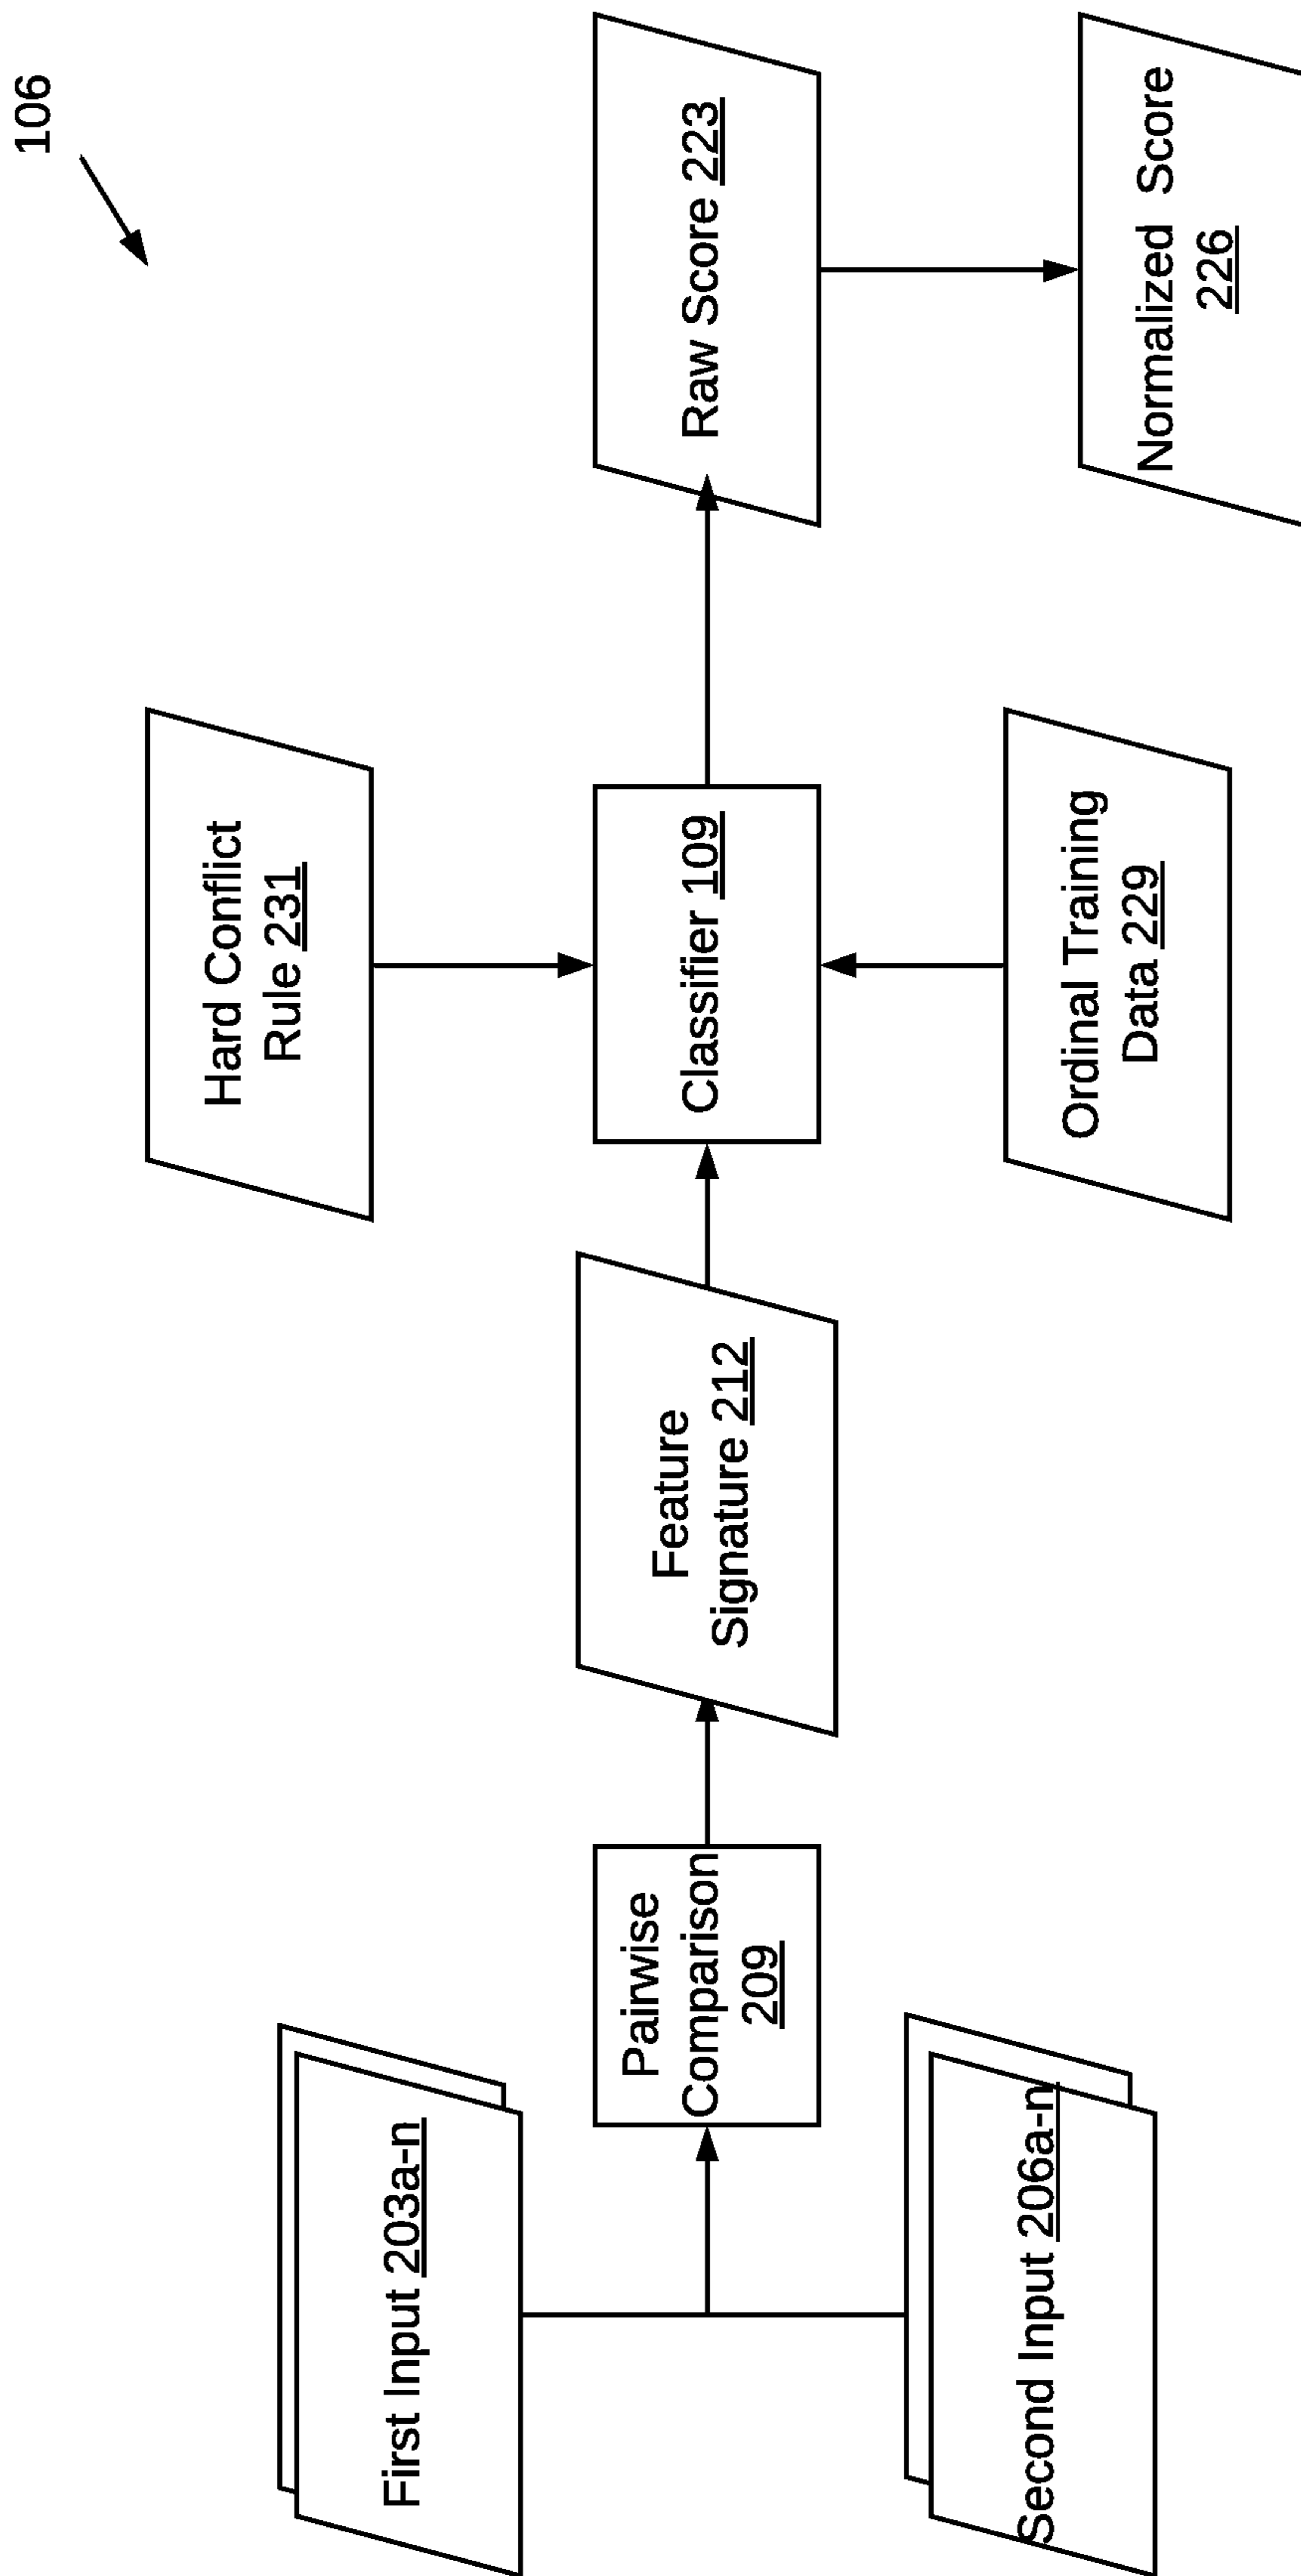 106
First Input 203a-n
Second Input 206a-n
Pairwise
Comparison
209
Feature
Signature 212
Hard Conflict
Rule 231
Classifier 109
Ordinal Training
Data 229
Raw Score 223
Normalized Score
226